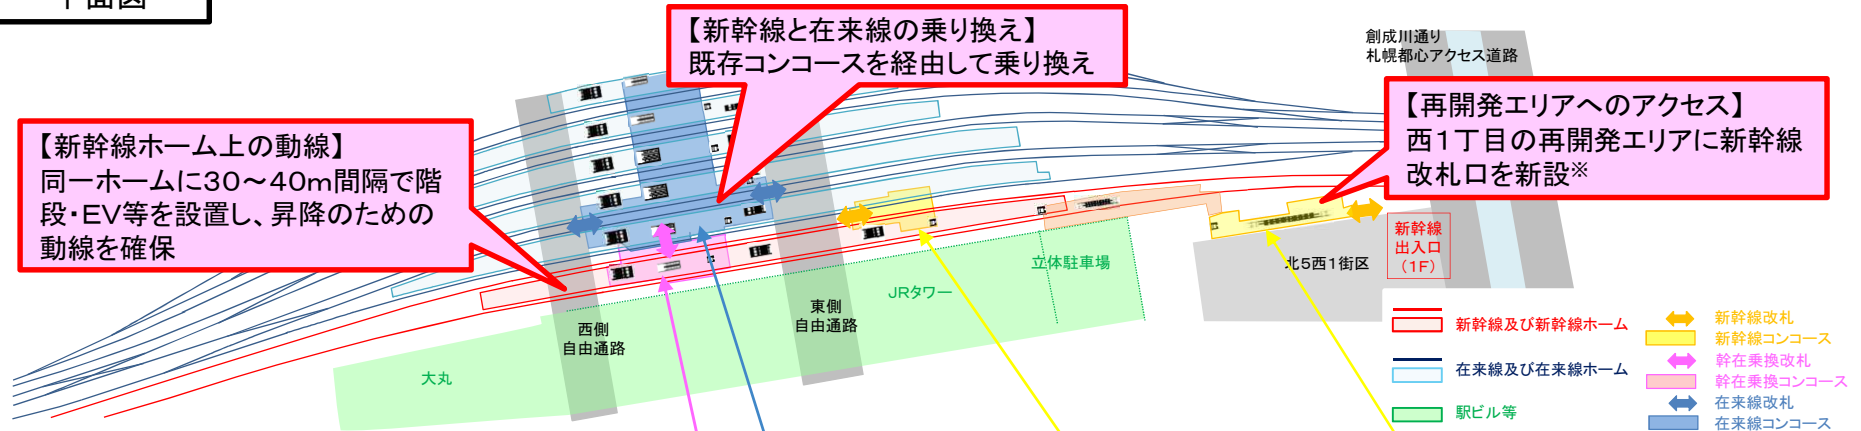 平面図
【新幹線と在来線の乗り換え】
既存コンコースを経由して乗り換え
創成川通り
札幌都心アクセス道路
【再開発エリアへのアクセス】
西1丁目の再開発エリアに新幹線
改札口を新設※
【新幹線ホーム上の動線】
同一ホームに30～40m間隔で階
段・EV等を設置し、昇降のための
動線を確保
新幹線
出入口
(1F)
北5西1街区
立体駐車場
JRタワー
東側
自由通路
西側
自由通路
大丸
新幹線及び新幹線ホーム
在来線及び在来線ホーム
駅ビル等
新幹線改札
新幹線コンコース
幹在乗換改札
幹在乗換コンコース
在来線改札
在来線コンコース